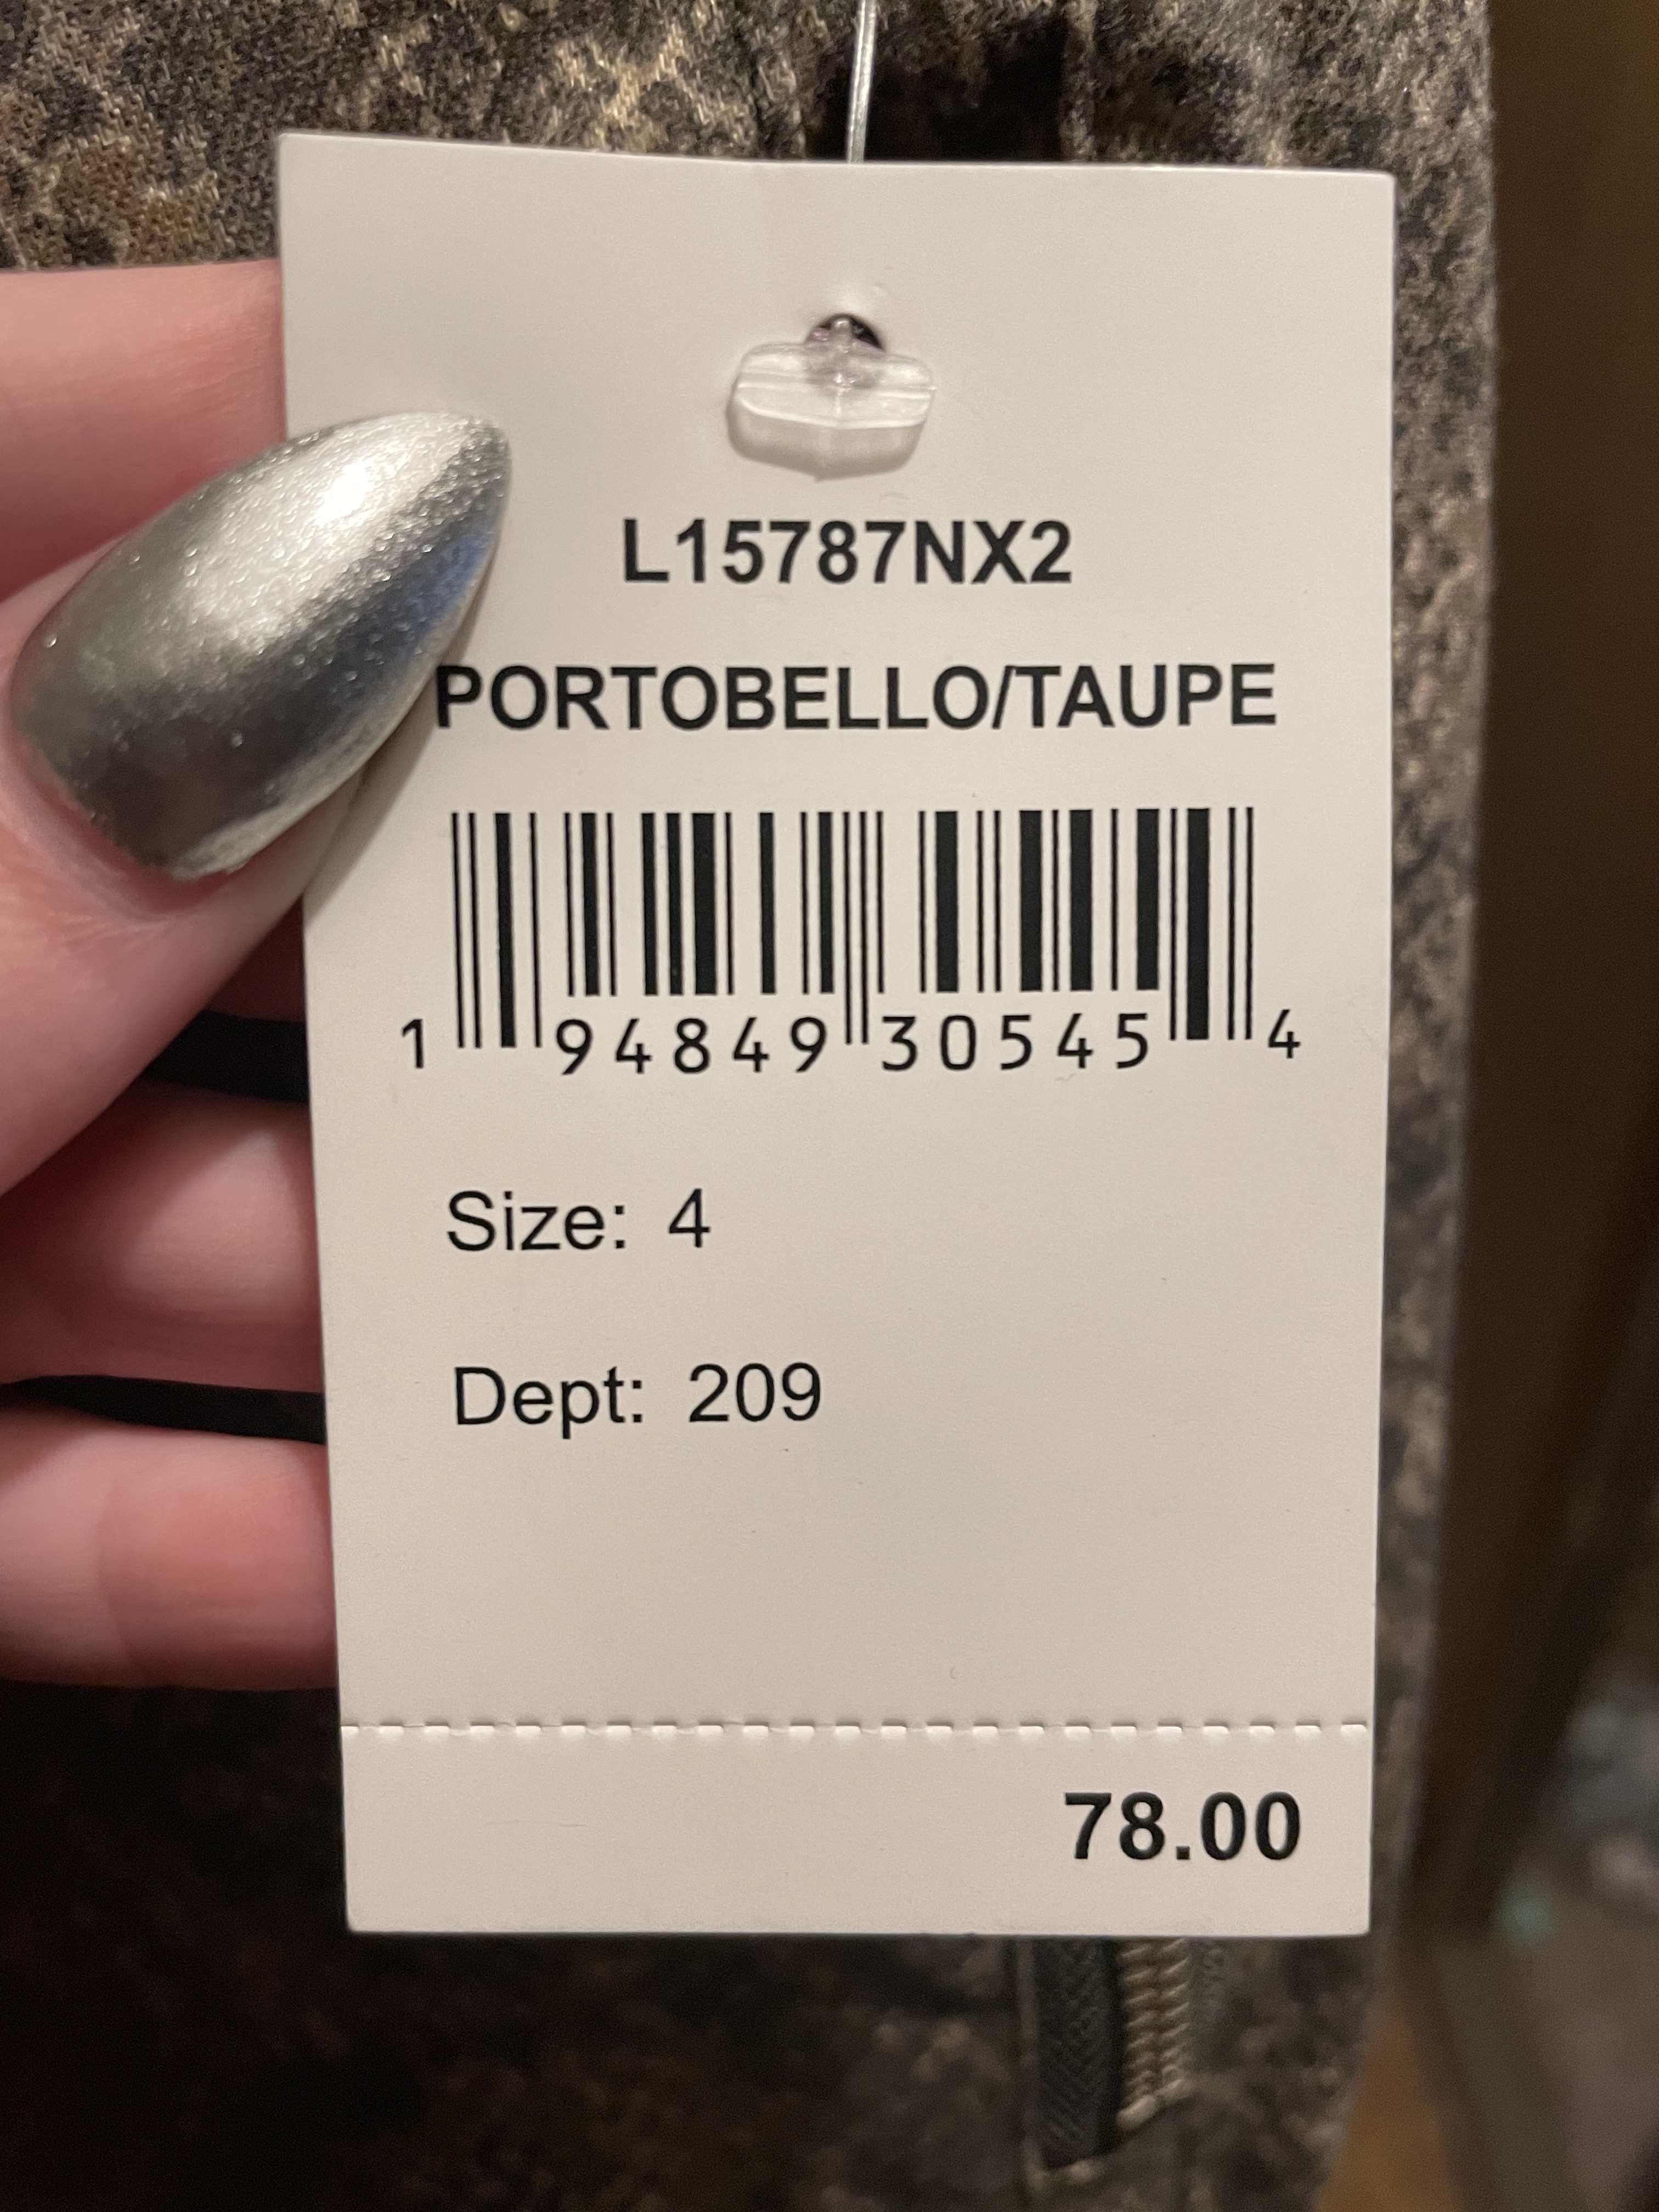 L15787NX2
PORTOBELLO/TAUPE
1 94849 30545 4
Size: 4
Dept: 209
78.00